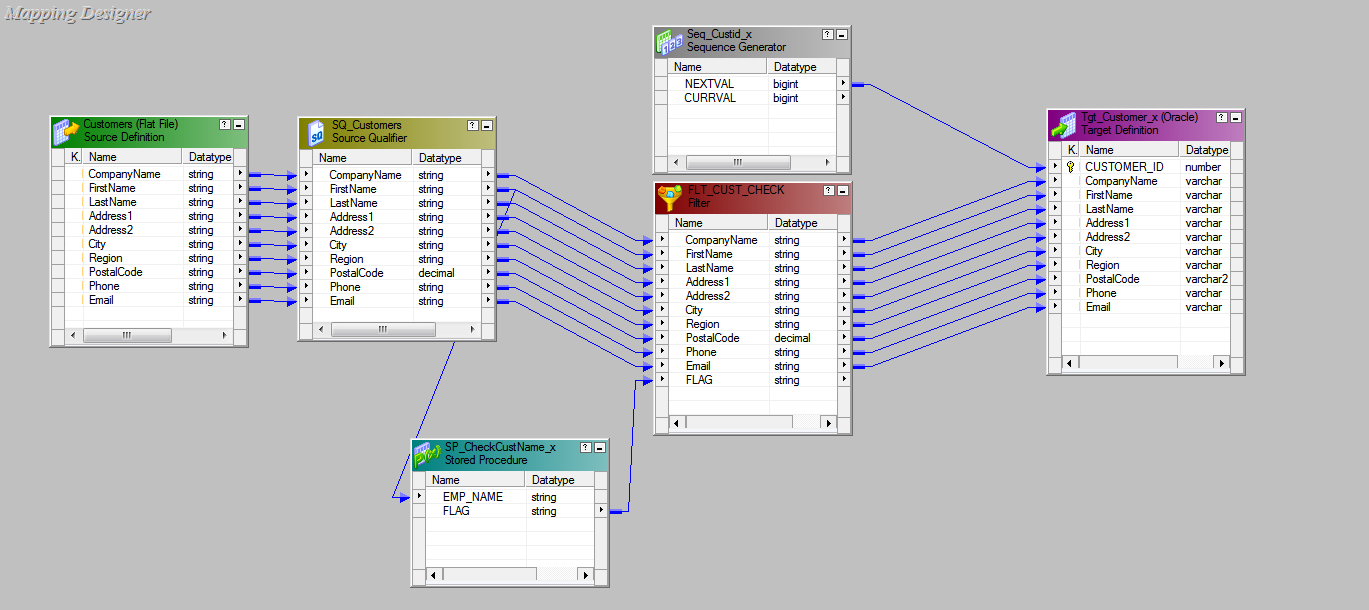 Mapping Designer
Customers (Flat File)
Source Definition
K. Name Datatype
CompanyName string
FirstName string
LastName string
Address1 string
Address2 string
City string
Region string
PostalCode string
Phone string
Email string
SQ_Customers
Source Qualifier
Name Datatype
CompanyName string
FirstName string
LastName string
Address1 string
Address2 string
City string
Region string
PostalCode decimal
Phone string
Email string
Seq_Custid_x
Sequence Generator
Name Datatype
NEXTVAL bigint
CURRVAL bigint
FLT_CUST_CHECK
Filter
Name Datatype
CompanyName string
FirstName string
LastName string
Address1 string
Address2 string
City string
Region string
PostalCode decimal
Phone string
Email string
FLAG string
SP_CheckCustName_x
Stored Procedure
Name Datatype
EMP_NAME string
FLAG string
Tgt_Customer_x (Oracle)
Target Definition
K. Name Datatype
CUSTOMER_ID number
CompanyName varchar
FirstName varchar
LastName varchar
Address1 varchar
Address2 varchar
City varchar
Region varchar
PostalCode varchar2
Phone varchar
Email varchar